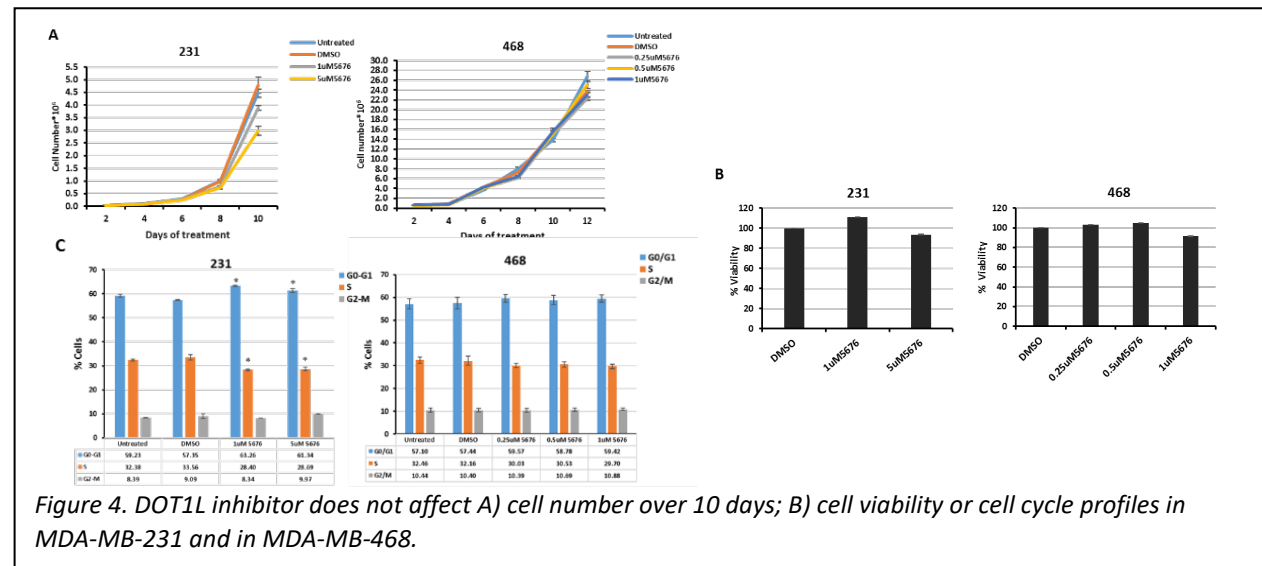 A
231
Untreated
DMSO
1uM5676
5uM5676
5.5
5.0
4.5
4.0
3.5
3.0
2.5
2.0
1.5
1.0
0.5
0.0
Cell Number*10⁶
2 4 6 8 10
Days of treatment
468
Untreated
DMSO
0.25uM5676
0.5uM5676
1uM5676
30.0
28.0
26.0
24.0
22.0
20.0
18.0
16.0
14.0
12.0
10.0
8.0
6.0
4.0
2.0
0.0
Cell number*10⁶
2 4 6 8 10 12
Days of treatment
B
231
120
100
80
60
40
20
0
% Viability
DMSO
1uM5676
5uM5676
468
120
100
80
60
40
20
0
% Viability
DMSO
0.25uM5676
0.5uM5676
1uM5676
C
231
G0-G1
S
G2-M
70
60
50
40
30
20
10
0
% Cells
* *
* *
Untreated DMSO 1uM 5676 5uM 5676
G0-G1 59.23 57.35 63.26 61.34
S 32.38 33.56 28.40 28.69
G2-M 8.39 9.09 8.34 9.97
468
G0/G1
S
G2/M
70
60
50
40
30
20
10
0
% Cells
Untreated DMSO 0.25uM 5676 0.5uM 5676 1uM 5676
G0/G1 57.10 57.44 59.57 58.78 59.42
S 32.46 32.16 30.03 30.53 29.70
G2/M 10.44 10.40 10.39 10.69 10.88
Figure 4. DOT1L inhibitor does not affect A) cell number over 10 days; B) cell viability or cell cycle profiles in
MDA-MB-231 and in MDA-MB-468.